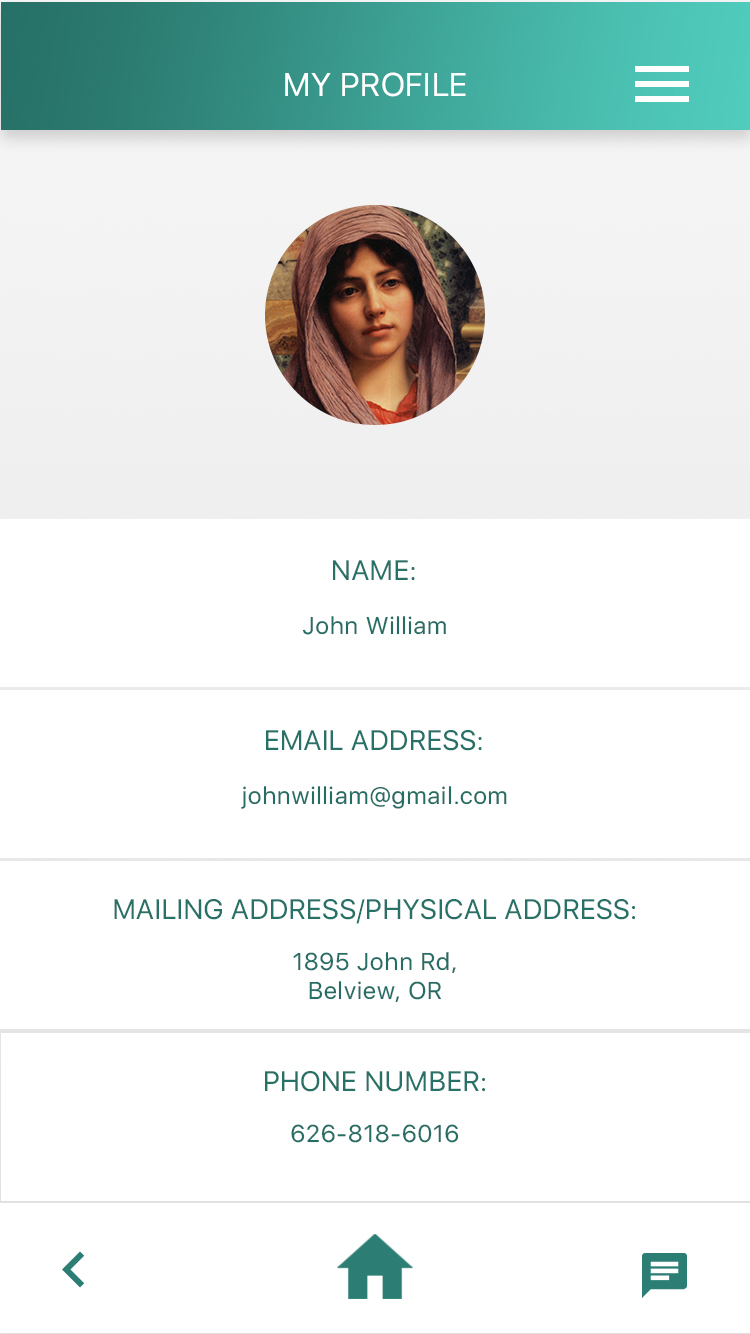 MY PROFILE
NAME:
John William
EMAIL ADDRESS:
johnwilliam@gmail.com
MAILING ADDRESS/PHYSICAL ADDRESS:
1895 John Rd,
Belview, OR
PHONE NUMBER:
626-818-6016